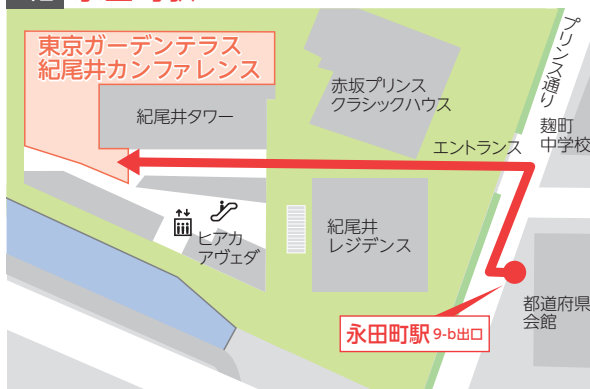 東京ガーデンテラス
紀尾井カンファレンス
紀尾井タワー
赤坂プリンス
クラシックハウス
プリンス通り
麹町
中学校
エントランス
ヒアカ
アヴェダ
紀尾井
レジデンス
都道府県
会館
永田町駅 9-b出口